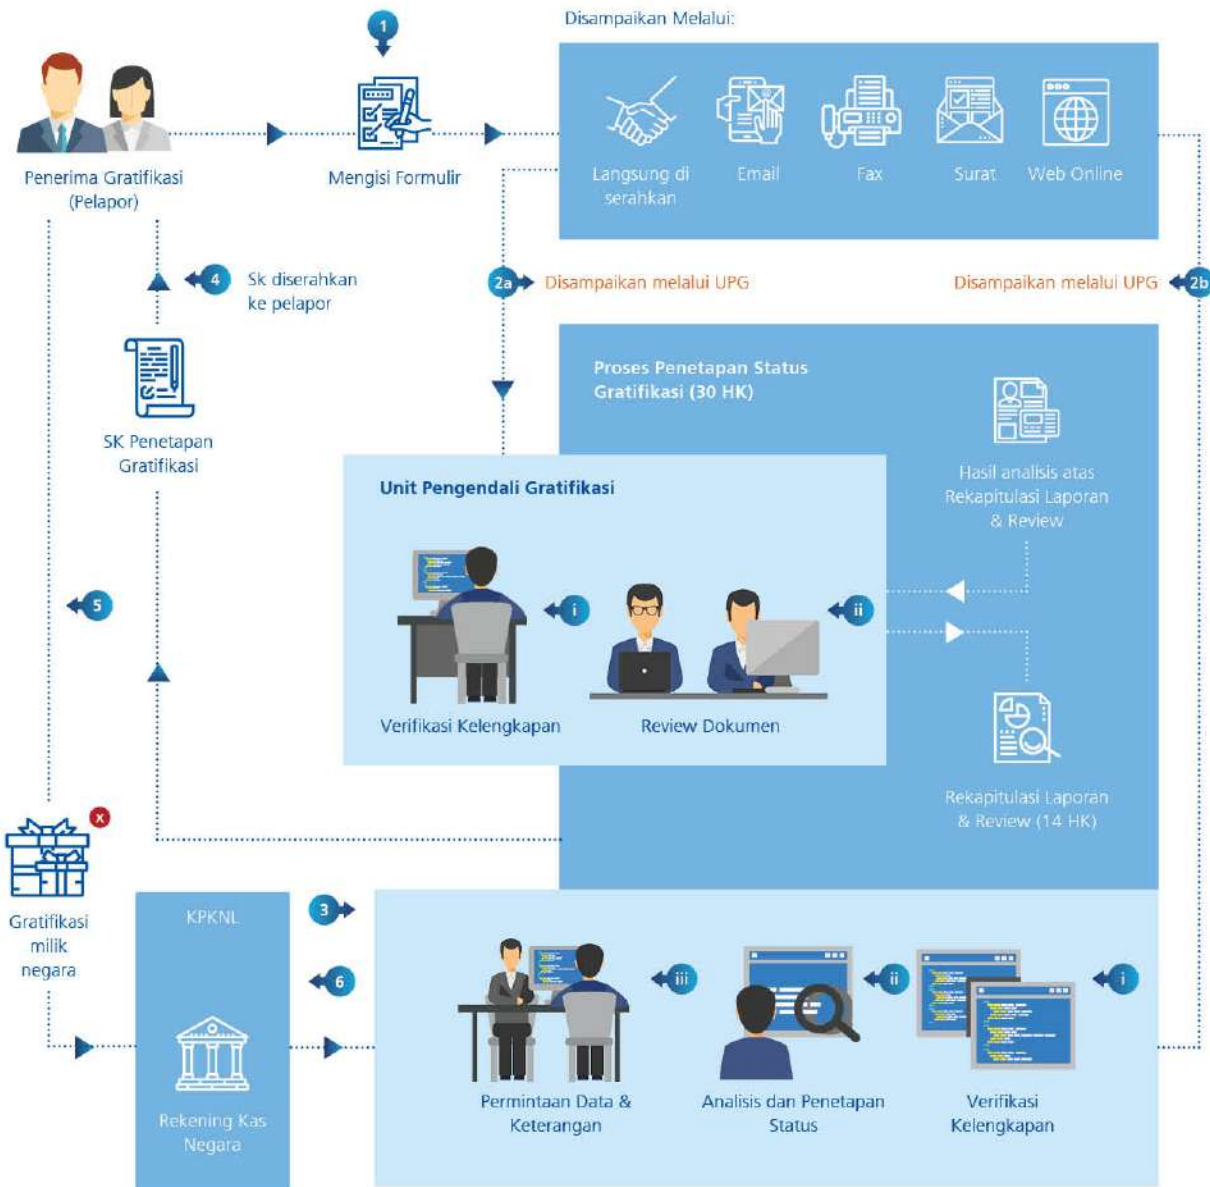 Disampaikan Melalui:
1
Penerima Gratifikasi
(Pelapor)
Mengisi Formulir
Langsung di
serahkan
Email
Fax
Surat
Web Online
4
Sk diserahkan
ke pelapor
2a
Disampaikan melalui UPG
Disampaikan melalui UPG
2b
SK Penetapan
Gratifikasi
Proses Penetapan Status
Gratifikasi (30 HK)
Hasil analisis atas
Rekapitulasi Laporan
& Review
Unit Pengendali Gratifikasi
5
i
ii
Verifikasi Kelengkapan
Review Dokumen
Rekapitulasi Laporan
& Review (14 HK)
x
Gratifikasi
milik
negara
KPKNL
3
6
Rekening Kas
Negara
iii
ii
i
Permintaan Data &
Keterangan
Analisis dan Penetapan
Status
Verifikasi
Kelengkapan